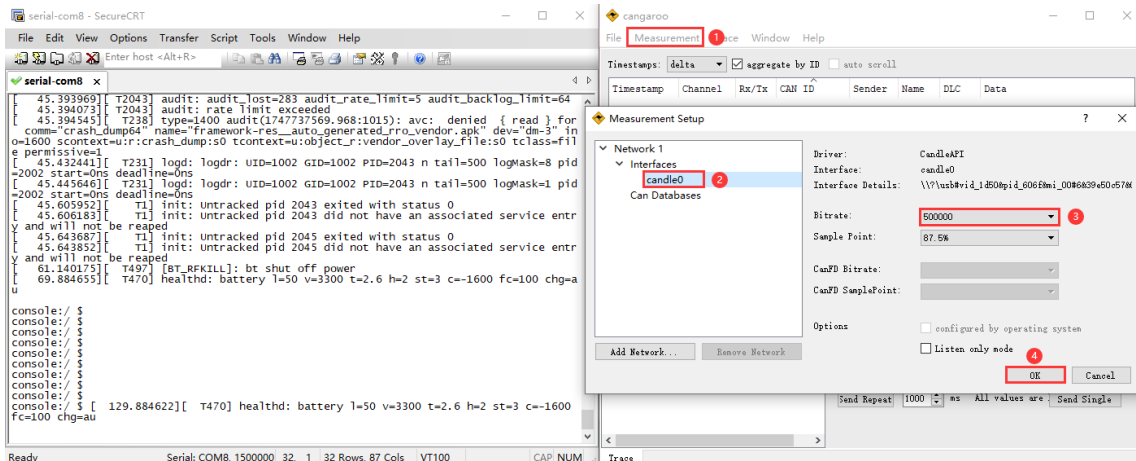 serial-com8 - SecureCRT
File Edit View Options Transfer Script Tools Window Help
Enter host <Alt+R>
serial-com8 x
[ 45.393969][ T2043] audit: audit_lost=283 audit_rate_limit=5 audit_backlog_limit=64
[ 45.394073][ T2043] audit: rate limit exceeded
[ 45.394545][ T238] type=1400 audit(1747737569.968:1015): avc: denied { read } for
comm="crash_dump64" name="framework-res__auto_generated_rro_vendor.apk" dev="dm-3" in
o=1600 scontext=u:r:crash_dump:s0 tcontext=u:object_r:vendor_overlay_file:s0 tclass=fil
e permissive=1
[ 45.432441][ T231] logd: logdr: UID=1002 GID=1002 PID=2043 n tail=500 logMask=8 pid
=2002 start=0ns deadline=0ns
[ 45.445646][ T231] logd: logdr: UID=1002 GID=1002 PID=2043 n tail=500 logMask=1 pid
=2002 start=0ns deadline=0ns
[ 45.605952][ T1] init: Untracked pid 2043 exited with status 0
[ 45.606183][ T1] init: Untracked pid 2043 did not have an associated service entr
y and will not be reaped
[ 45.643687][ T1] init: Untracked pid 2045 exited with status 0
[ 45.643852][ T1] init: Untracked pid 2045 did not have an associated service entr
y and will not be reaped
[ 61.140175][ T497] [BT_RFKILL]: bt shut off power
[ 69.884655][ T470] healthd: battery l=50 v=3300 t=2.6 h=2 st=3 c=-1600 fc=100 chg=a
u
console:/ $
console:/ $
console:/ $
console:/ $
console:/ $
console:/ $
console:/ $
console:/ $
console:/ $
console:/ $ [ 129.884622][ T470] healthd: battery l=50 v=3300 t=2.6 h=2 st=3 c=-1600
fc=100 chg=au
Ready Serial: COM8, 1500000 32, 1 32 Rows, 87 Cols VT100 CAP NUM
cangaroo
File Measurement 1 ce Window Help
Timestamps: delta aggregate by ID auto scroll
Timestamp Channel Rx/Tx CAN ID Sender Name DLC Data
Measurement Setup ? X
Network 1
Interfaces
candle0 2
Can Databases
Add Network... Remove Network
Driver: CandleAPI
Interface: candle0
Interface Details: \\?\usb#vid_1d50&pid_606f&mi_00#6&39e50c57&0
Bitrate: 500000 3
Sample Point: 87.5%
CanFD Bitrate:
CanFD SamplePoint:
Options configured by operating system
Listen only mode
4
OK Cancel
Send Repeat 1000 ms All values are Send Single
Trace